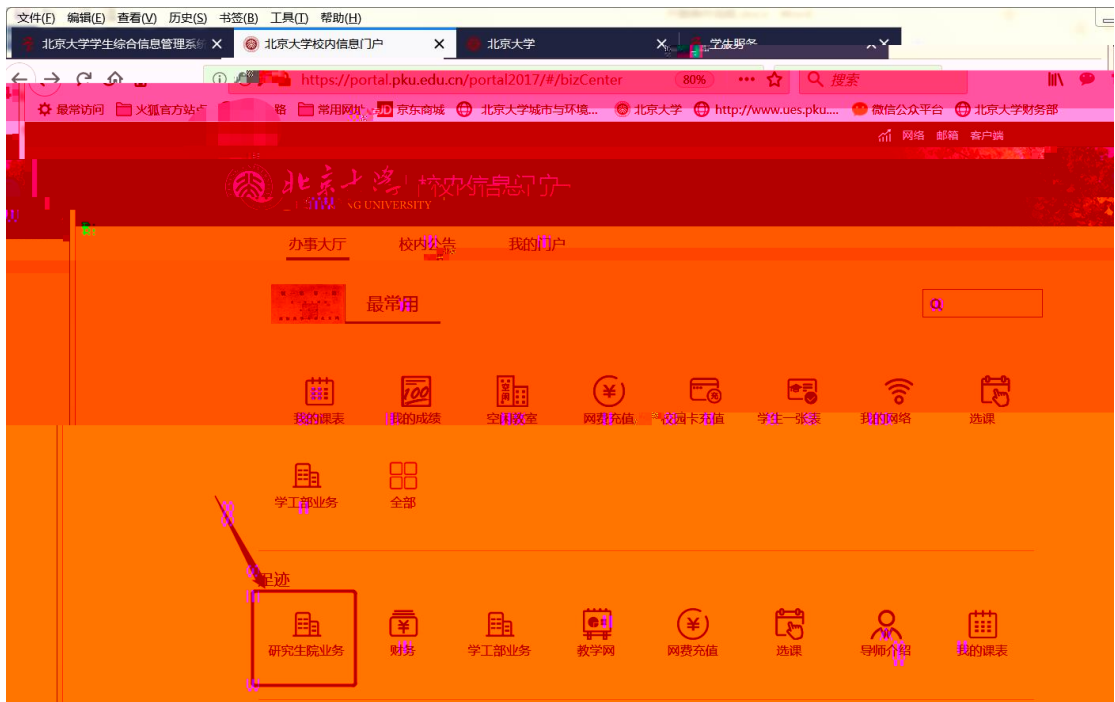 文件(F) 编辑(E) 查看(V) 历史(S) 书签(B) 工具(T) 帮助(H)
北京大学学生综合信息管理系统 北京大学校内信息门户 北京大学
https://portal.pku.edu.cn/portal2017/#/bizCenter 80% 搜索
最常访问 火狐官方站点 常用网址 JD 京东商城 北京大学城市与环境... 北京大学 http://www.ues.pku.... 微信公众平台 北京大学财务部
网络 邮箱 客户端
北京大学 校内信息门户
UNIVERSITY
办事大厅 校内公告 我的门户
最常用
我的课表 我的成绩 空闲教室 网费充值 校园卡充值 学生一张表 我的网络 选课
学工部业务 全部
足迹
研究生院业务 财务 学工部业务 教学网 网费充值 选课 导师介绍 我的课表